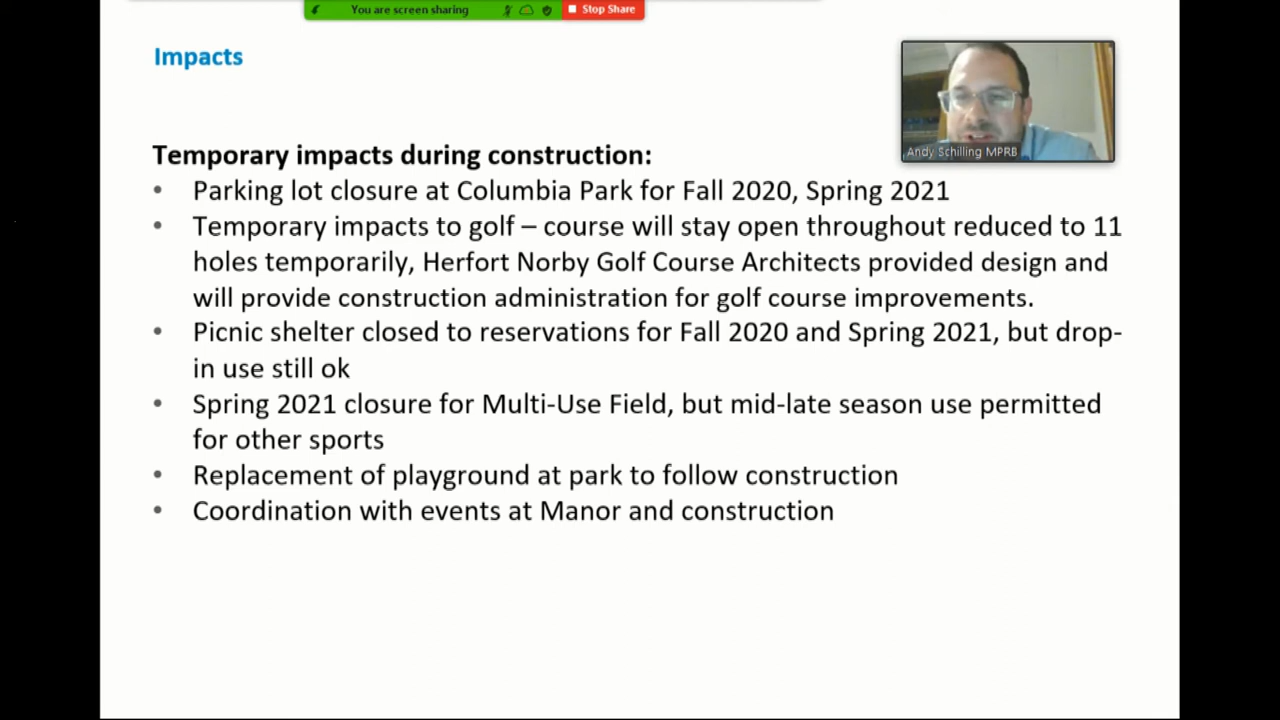 You are screen sharing
Stop Share
Impacts
Andy Schilling MPRB
Temporary impacts during construction:
• Parking lot closure at Columbia Park for Fall 2020, Spring 2021
• Temporary impacts to golf – course will stay open throughout reduced to 11
holes temporarily, Herfort Norby Golf Course Architects provided design and
will provide construction administration for golf course improvements.
• Picnic shelter closed to reservations for Fall 2020 and Spring 2021, but drop-
in use still ok
• Spring 2021 closure for Multi-Use Field, but mid-late season use permitted
for other sports
• Replacement of playground at park to follow construction
• Coordination with events at Manor and construction